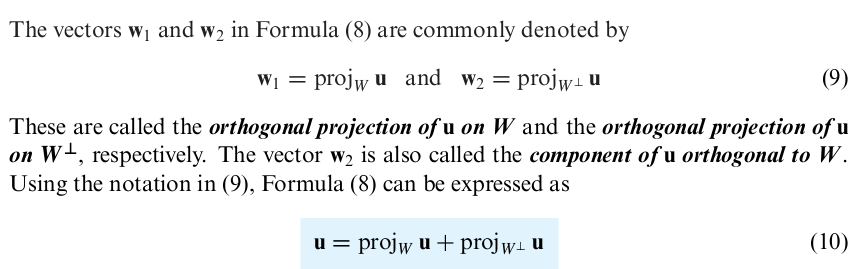 The vectors w₁ and w₂ in Formula (8) are commonly denoted by
w₁ = proj_W u and w₂ = proj_W⊥ u (9)
These are called the orthogonal projection of u on W and the orthogonal projection of u
on W⊥, respectively. The vector w₂ is also called the component of u orthogonal to W.
Using the notation in (9), Formula (8) can be expressed as
u = proj_W u + proj_W⊥ u (10)